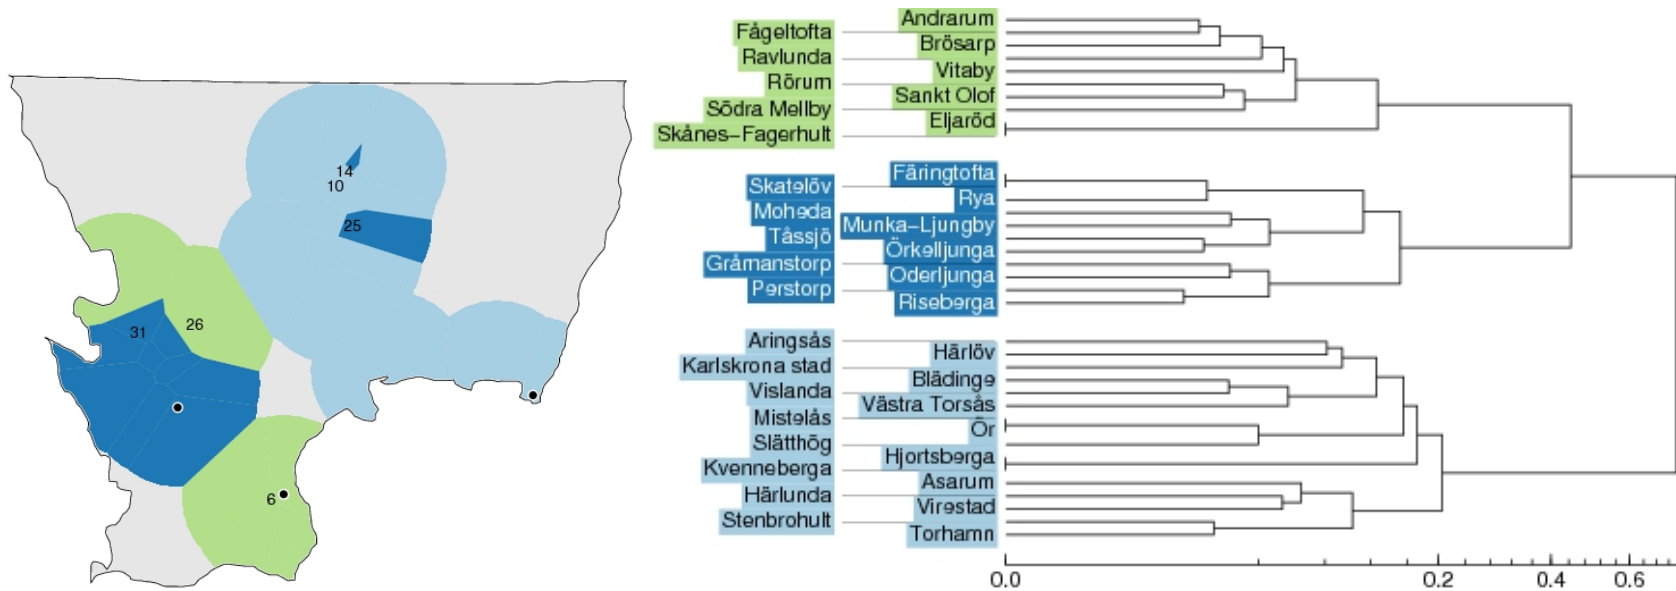 14
10
25
31
26
6
Andrarum
Fågeltofta
Brösarp
Ravlunda
Vitaby
Rörum
Sankt Olof
Södra Mellby
Eljaröd
Skånes–Fagerhult
Färingtofta
Skatelöv
Rya
Moheda
Munka–Ljungby
Tåssjö
Örkelljunga
Gråmanstorp
Oderljunga
Perstorp
Riseberga
Aringsås
Härlöv
Karlskrona stad
Blädinge
Vislanda
Västra Torsås
Mistelås
Ör
Slätthög
Hjortsberga
Kvenneberga
Asarum
Härlunda
Virestad
Stenbrohult
Torhamn
0.0 0.2 0.4 0.6